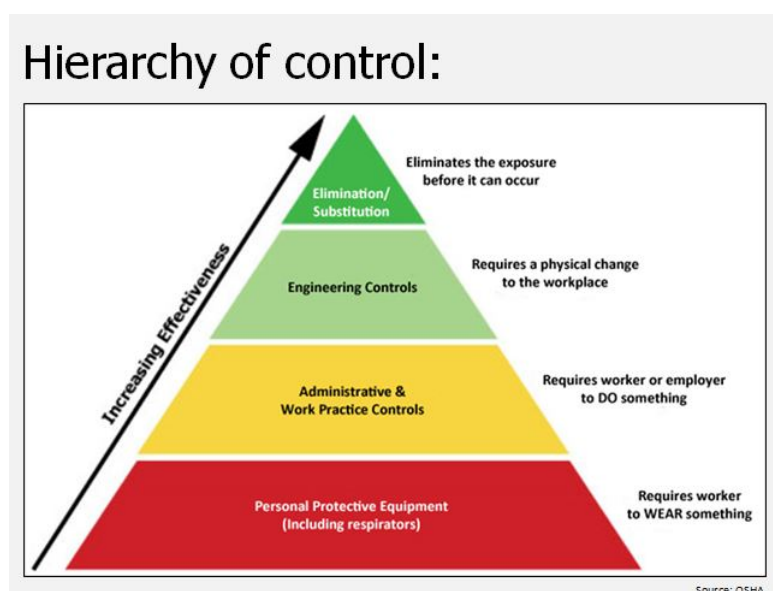 Hierarchy of control:
Increasing Effectiveness
Elimination/
Substitution
Eliminates the exposure
before it can occur
Engineering Controls
Requires a physical change
to the workplace
Administrative &
Work Practice Controls
Requires worker or employer
to DO something
Personal Protective Equipment
(Including respirators)
Requires worker
to WEAR something
Source: OSHA